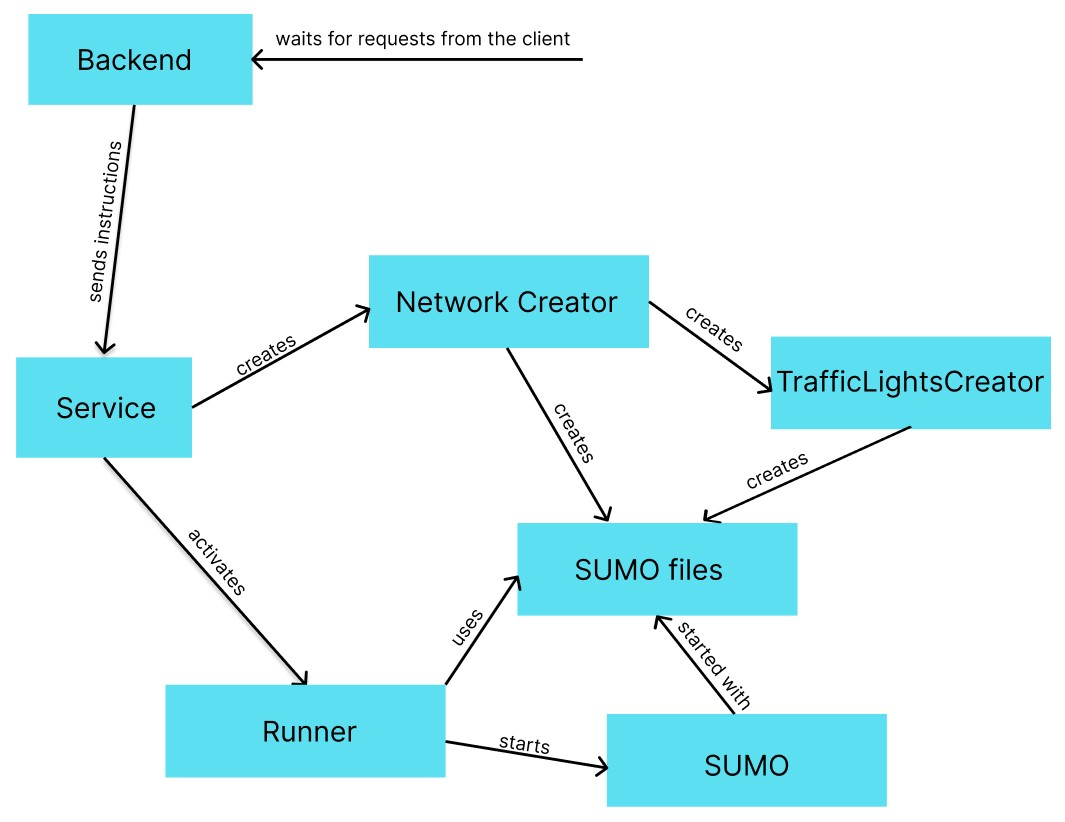 Backend
waits for requests from the client
sends instructions
Network Creator
creates
creates
TrafficLightsCreator
Service
creates
creates
activates
SUMO files
uses
started with
Runner
starts
SUMO